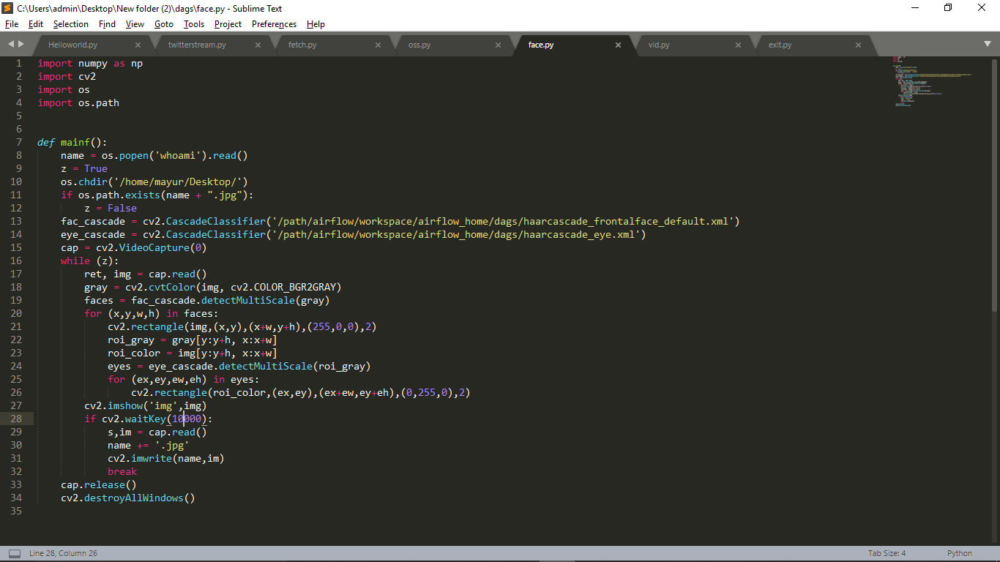 C:\Users\admin\Desktop\New folder (2)\dags\face.py - Sublime Text
File Edit Selection Find View Goto Tools Project Preferences Help
Helloworld.py twitterstream.py fetch.py oss.py face.py vid.py exit.py
1 import numpy as np
2 import cv2
3 import os
4 import os.path
5
6
7 def mainf():
8     name = os.popen('whoami').read()
9     z = True
10     os.chdir('/home/mayur/Desktop/')
11     if os.path.exists(name + ".jpg"):
12         z = False
13     fac_cascade = cv2.CascadeClassifier('/path/airflow/workspace/airflow_home/dags/haarcascade_frontalface_default.xml')
14     eye_cascade = cv2.CascadeClassifier('/path/airflow/workspace/airflow_home/dags/haarcascade_eye.xml')
15     cap = cv2.VideoCapture(0)
16     while (z):
17         ret, img = cap.read()
18         gray = cv2.cvtColor(img, cv2.COLOR_BGR2GRAY)
19         faces = fac_cascade.detectMultiScale(gray)
20         for (x,y,w,h) in faces:
21             cv2.rectangle(img,(x,y),(x+w,y+h),(255,0,0),2)
22             roi_gray = gray[y:y+h, x:x+w]
23             roi_color = img[y:y+h, x:x+w]
24             eyes = eye_cascade.detectMultiScale(roi_gray)
25             for (ex,ey,ew,eh) in eyes:
26                 cv2.rectangle(roi_color,(ex,ey),(ex+ew,ey+eh),(0,255,0),2)
27         cv2.imshow('img',img)
28         if cv2.waitKey(10000):
29             s,im = cap.read()
30             name += '.jpg'
31             cv2.imwrite(name,im)
32             break
33     cap.release()
34     cv2.destroyAllWindows()
35
Line 28, Column 26 Tab Size: 4 Python